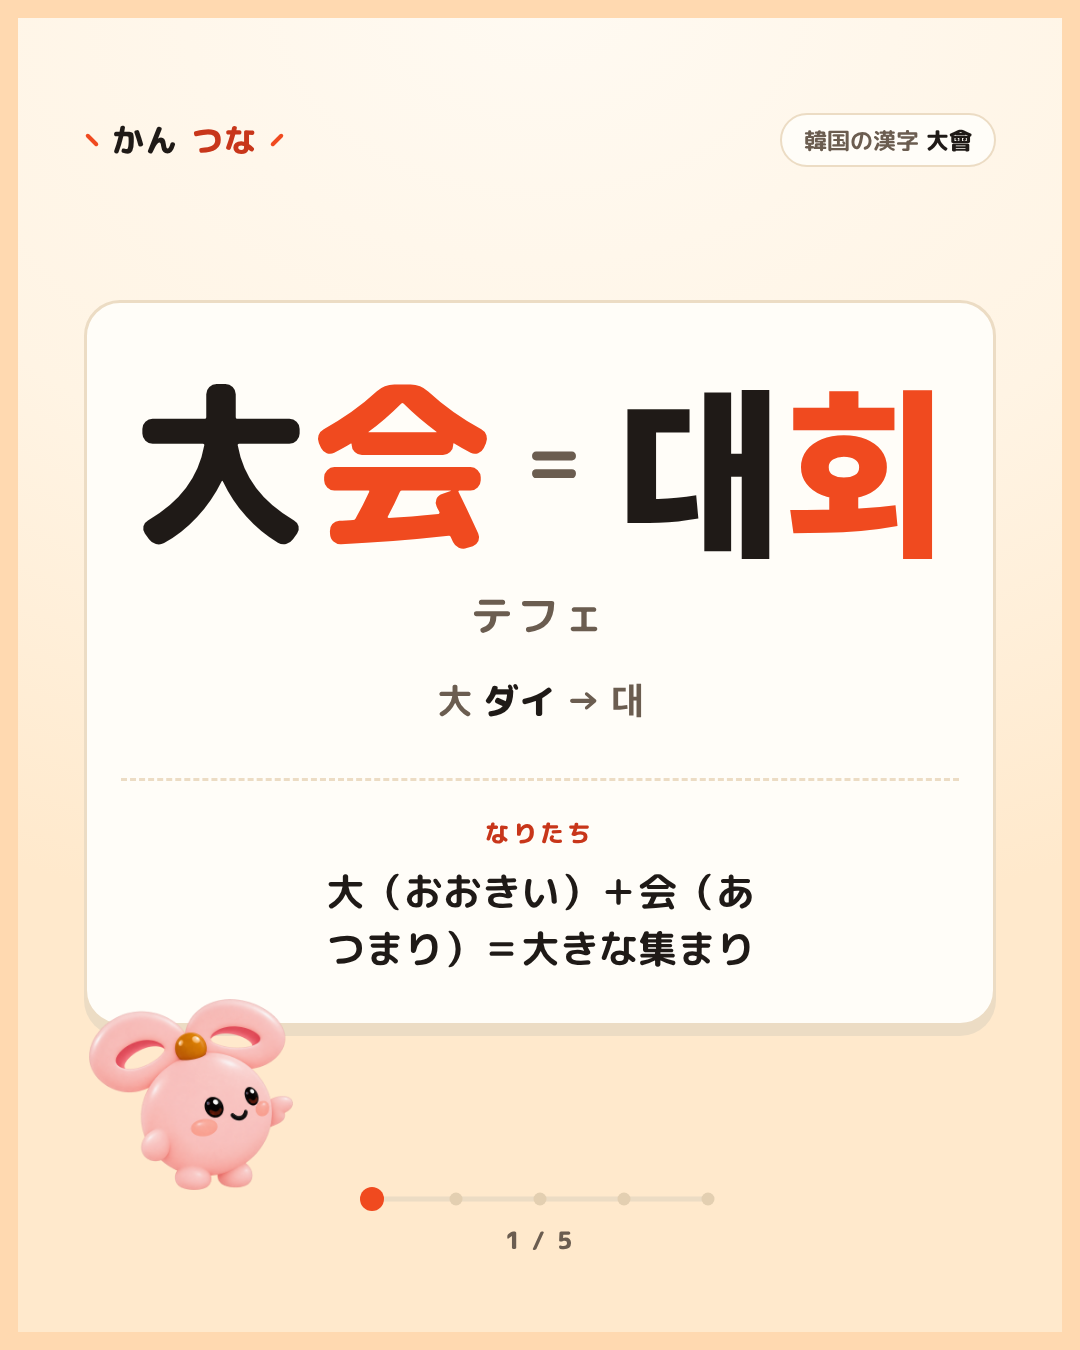 かん つな
韓国の漢字 大會
大会 = 대회
テフェ
大 ダイ → 대
なりたち
大（おおきい）＋会（あ
つまり）＝大きな集まり
1 / 5